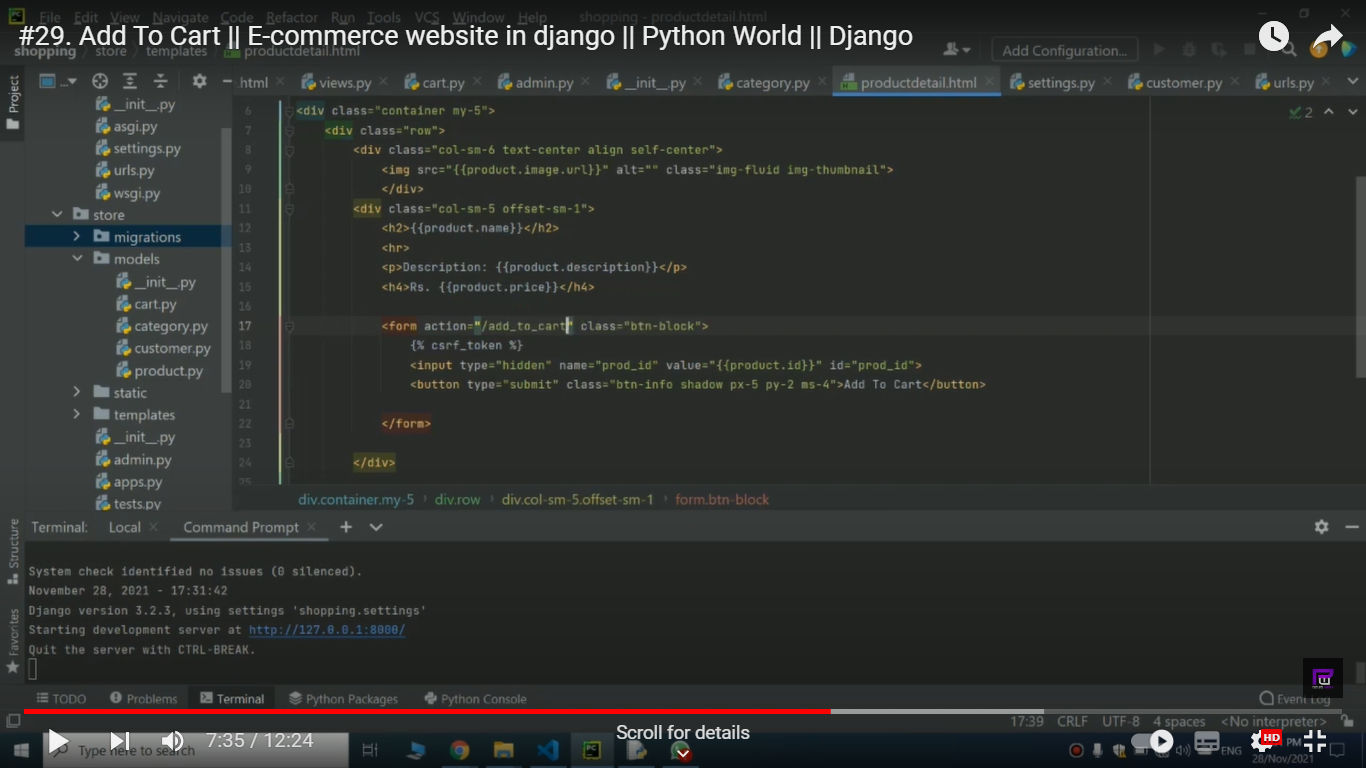 File Edit View Navigate Code Refactor Run Tools VCS Window Help shopping - productdetail.html
#29. Add To Cart || E-commerce website in django || Python World || Django
shopping store templates productdetail.html Add Configuration...
Project ... .html views.py cart.py admin.py __init__.py category.py productdetail.html settings.py customer.py urls.py
__init__.py
asgi.py
settings.py
urls.py
wsgi.py
store
migrations
models
__init__.py
cart.py
category.py
customer.py
product.py
static
templates
__init__.py
admin.py
apps.py
tests.py
2
6 <div class="container my-5">
7 <div class="row">
8 <div class="col-sm-6 text-center align self-center">
9 <img src="{{product.image.url}}" alt="" class="img-fluid img-thumbnail">
10 </div>
11 <div class="col-sm-5 offset-sm-1">
12 <h2>{{product.name}}</h2>
13 <hr>
14 <p>Description: {{product.description}}</p>
15 <h4>Rs. {{product.price}}</h4>
16
17 <form action="/add_to_cart" class="btn-block">
18 {% csrf_token %}
19 <input type="hidden" name="prod_id" value="{{product.id}}" id="prod_id">
20 <button type="submit" class="btn-info shadow px-5 py-2 ms-4">Add To Cart</button>
21
22 </form>
23
24 </div>
25
div.container.my-5 › div.row › div.col-sm-5.offset-sm-1 › form.btn-block
Structure
Favorites
Terminal: Local × Command Prompt × +
System check identified no issues (0 silenced).
November 28, 2021 - 17:31:42
Django version 3.2.3, using settings 'shopping.settings'
Starting development server at http://127.0.0.1:8000/
Quit the server with CTRL-BREAK.
TODO Problems Terminal Python Packages Python Console Event Log
17:39 CRLF UTF-8 4 spaces <No interpreter>
Scroll for details
7:35 / 12:24
Type here to search
HD
ENG PM
28/Nov/2021